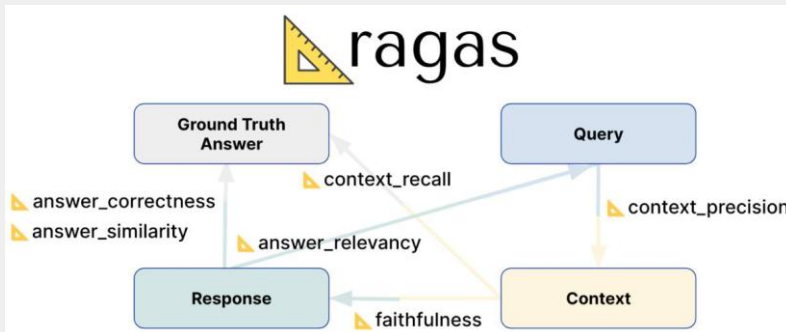 ragas
Ground Truth
Answer
Query
context_recall
answer_correctness
context_precision
answer_similarity
answer_relevancy
Response
Context
faithfulness